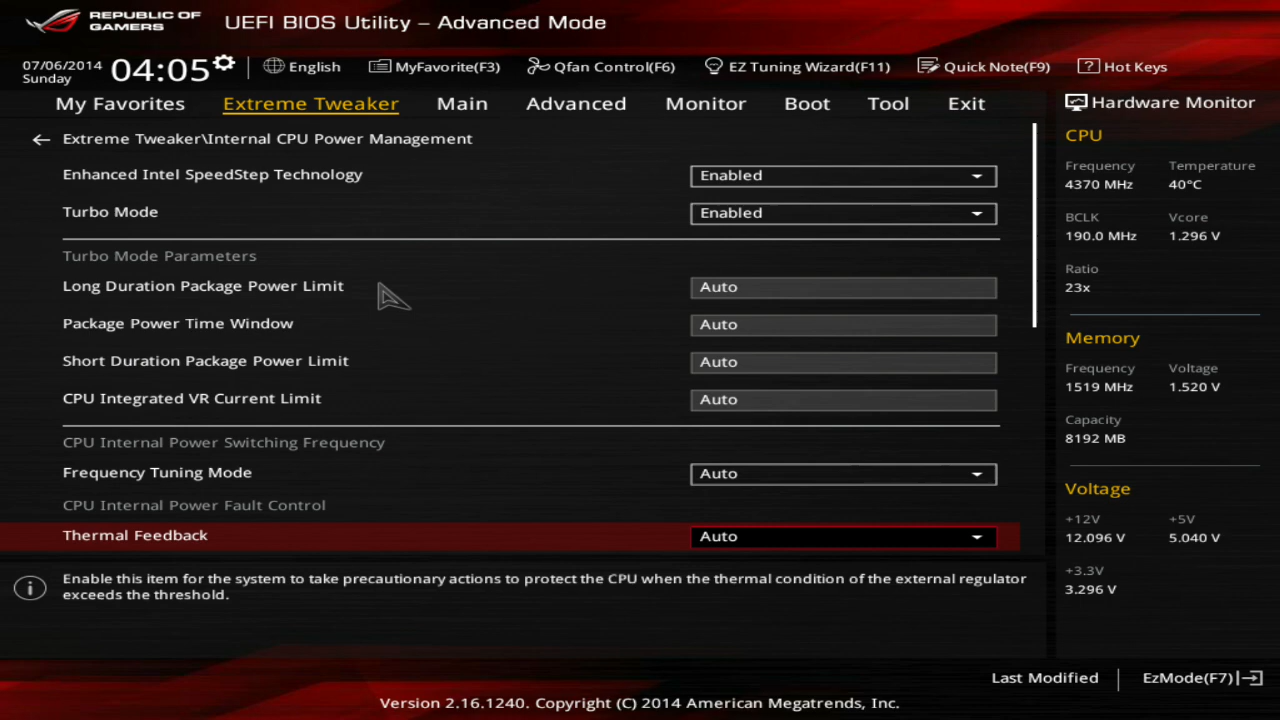 REPUBLIC OF
GAMERS
UEFI BIOS Utility – Advanced Mode
07/06/2014
Sunday
04:05
English
MyFavorite(F3)
Qfan Control(F6)
EZ Tuning Wizard(F11)
Quick Note(F9)
? Hot Keys
My Favorites Extreme Tweaker Main Advanced Monitor Boot Tool Exit
← Extreme Tweaker\Internal CPU Power Management
Enhanced Intel SpeedStep Technology Enabled
Turbo Mode Enabled
Turbo Mode Parameters
Long Duration Package Power Limit Auto
Package Power Time Window Auto
Short Duration Package Power Limit Auto
CPU Integrated VR Current Limit Auto
CPU Internal Power Switching Frequency
Frequency Tuning Mode Auto
CPU Internal Power Fault Control
Thermal Feedback Auto
Enable this item for the system to take precautionary actions to protect the CPU when the thermal condition of the external regulator
exceeds the threshold.
Hardware Monitor
CPU
Frequency Temperature
4370 MHz 40°C
BCLK Vcore
190.0 MHz 1.296 V
Ratio
23x
Memory
Frequency Voltage
1519 MHz 1.520 V
Capacity
8192 MB
Voltage
+12V +5V
12.096 V 5.040 V
+3.3V
3.296 V
Last Modified
EzMode(F7)
Version 2.16.1240. Copyright (C) 2014 American Megatrends, Inc.